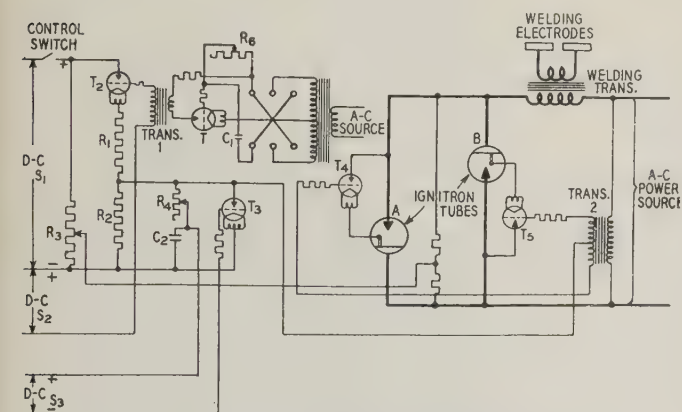 CONTROL
SWITCH
+
T2
TRANS.
1
R6
T
C1
A-C
SOURCE
WELDING
ELECTRODES
WELDING
TRANS.
D-C
S1
R1
R2
R3
R4
C2
T3
T4
A
B
IGNITRON
TUBES
T5
TRANS.
2
A-C
POWER
SOURCE
−
+
D-C
S2
+
D-C S3
−